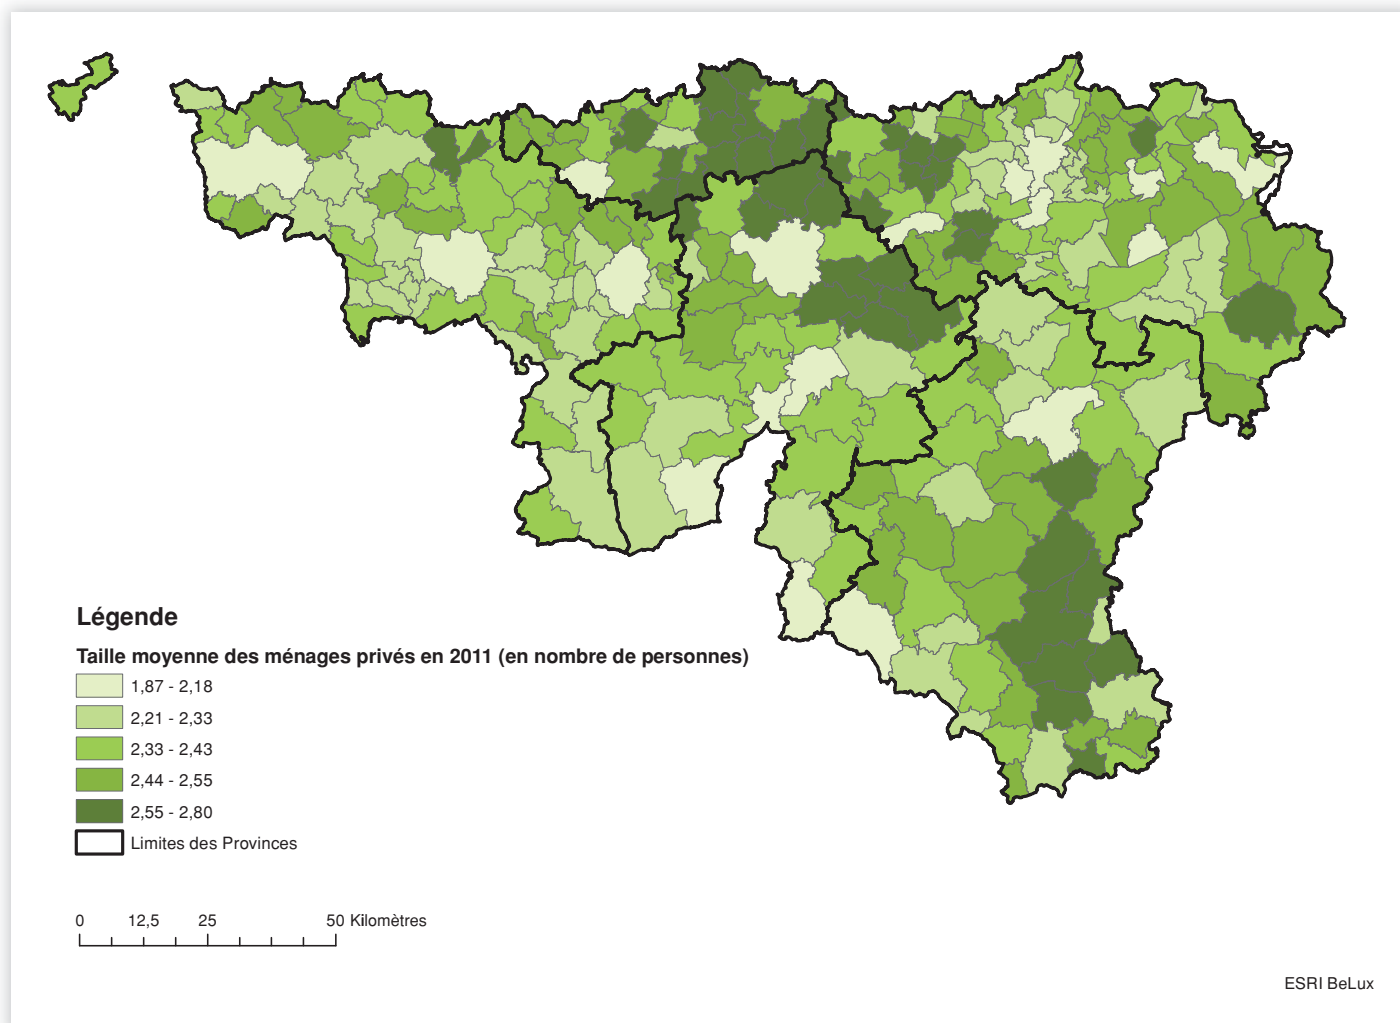 Légende
Taille moyenne des ménages privés en 2011 (en nombre de personnes)
1,87 - 2,18
2,21 - 2,33
2,33 - 2,43
2,44 - 2,55
2,55 - 2,80
Limites des Provinces
0 12,5 25 50 Kilomètres
ESRI BeLux